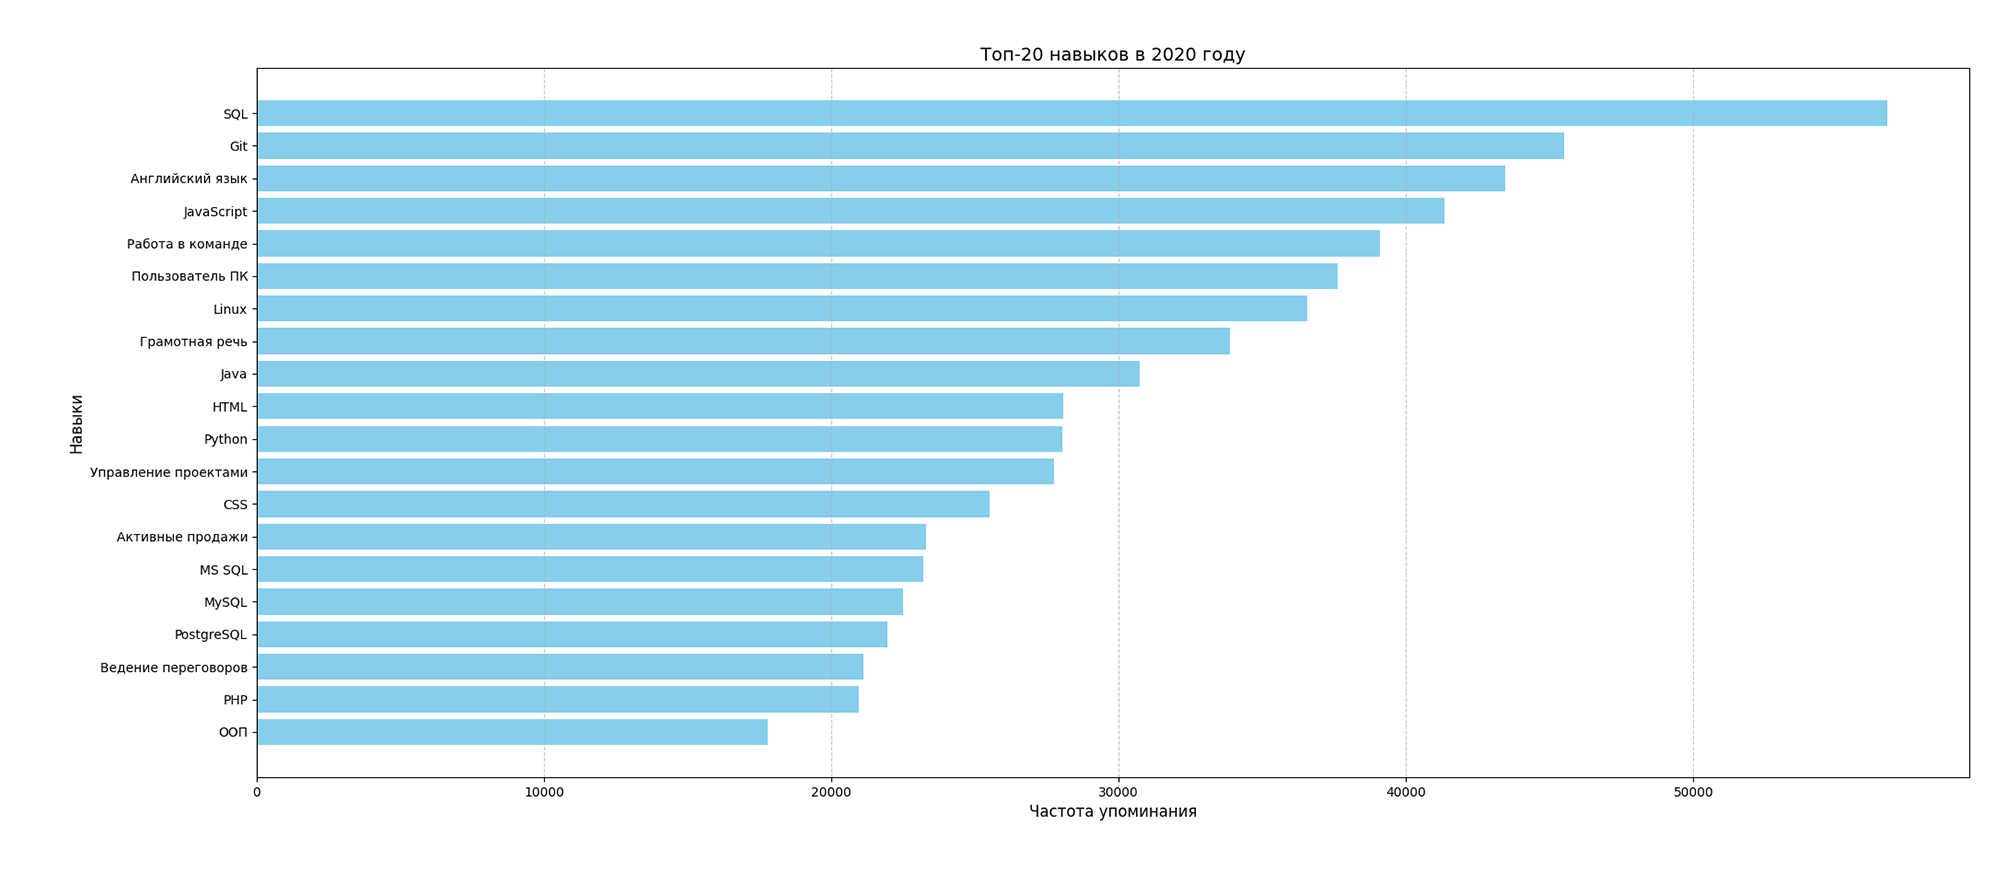 Топ-20 навыков в 2020 году
Навыки
SQL
Git
Английский язык
JavaScript
Работа в команде
Пользователь ПК
Linux
Грамотная речь
Java
HTML
Python
Управление проектами
CSS
Активные продажи
MS SQL
MySQL
PostgreSQL
Ведение переговоров
PHP
ООП
0 10000 20000 30000 40000 50000
Частота упоминания